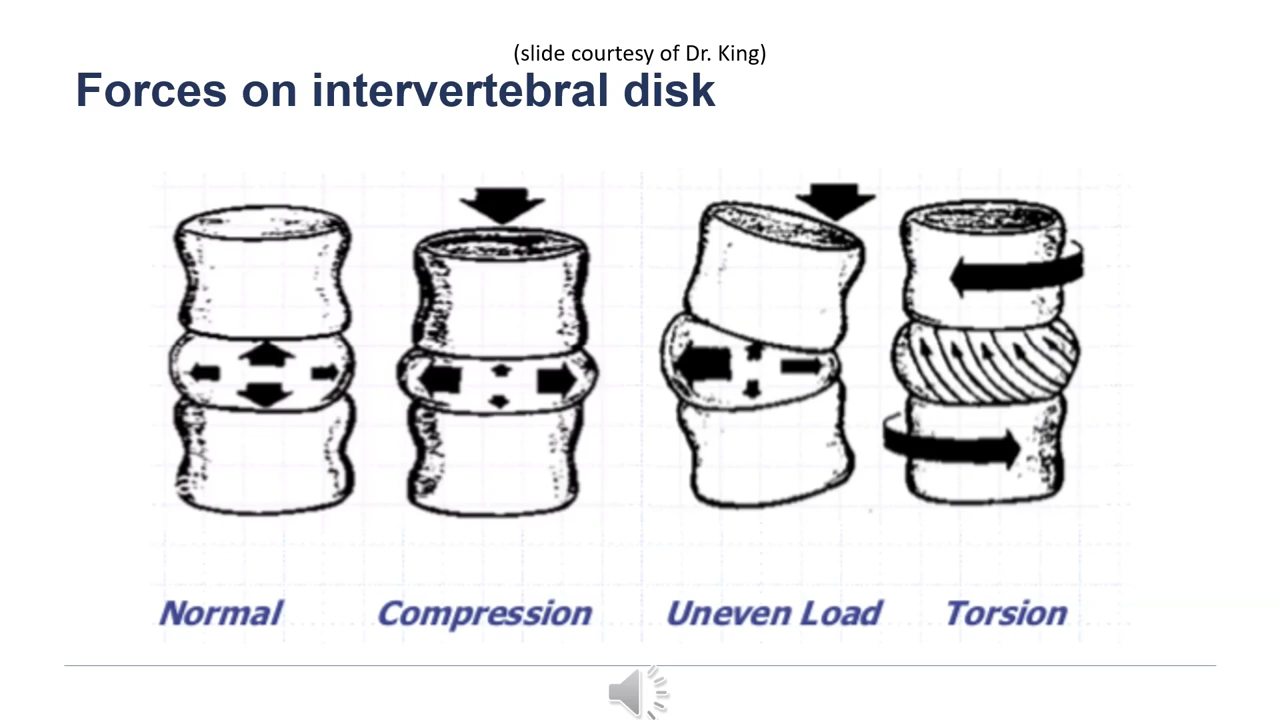 (slide courtesy of Dr. King)
Forces on intervertebral disk
Normal Compression Uneven Load Torsion